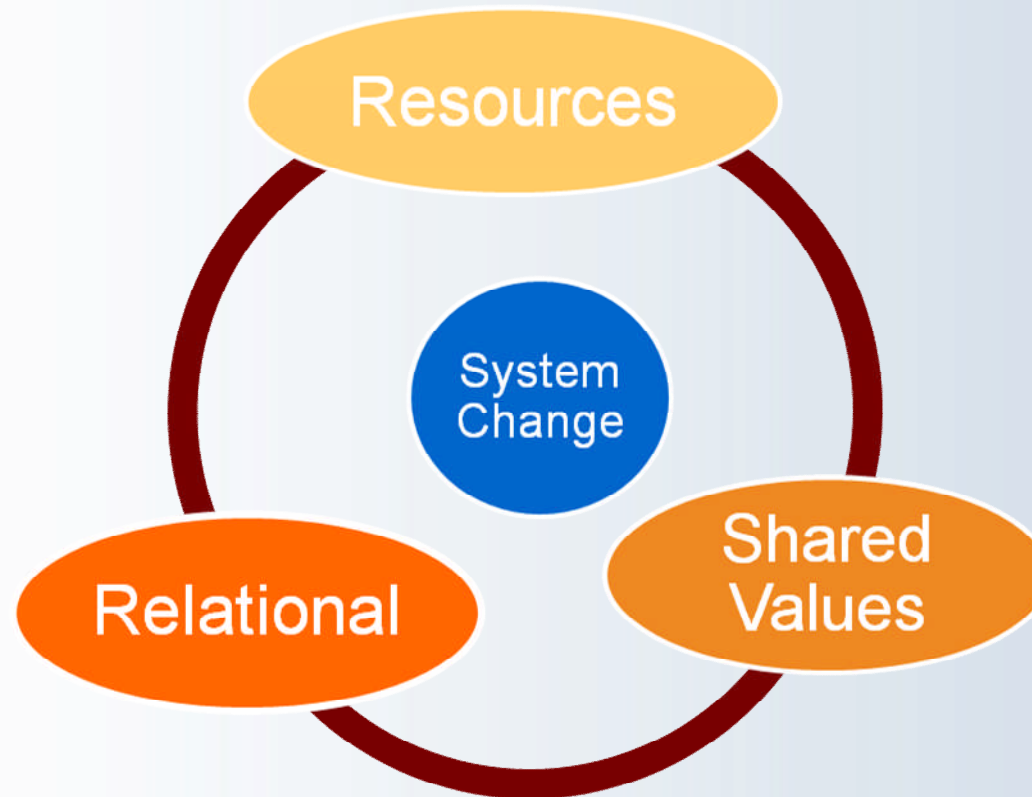 Resources
System
Change
Shared
Values
Relational